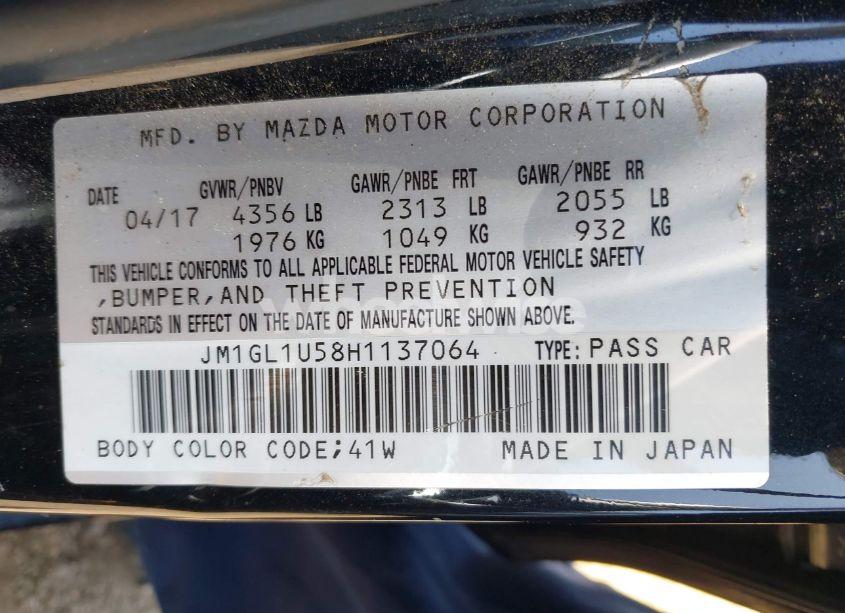 MFD. BY MAZDA MOTOR CORPORATION
DATE GVWR/PNBV GAWR/PNBE FRT GAWR/PNBE RR
04/17 4356 LB 2313 LB 2055 LB
1976 KG 1049 KG 932 KG
THIS VEHICLE CONFORMS TO ALL APPLICABLE FEDERAL MOTOR VEHICLE SAFETY
,BUMPER,AND THEFT PREVENTION
STANDARDS IN EFFECT ON THE DATE OF MANUFACTURE SHOWN ABOVE.
JM1GL1U58H1137064 TYPE: PASS CAR
BODY COLOR CODE;41W MADE IN JAPAN